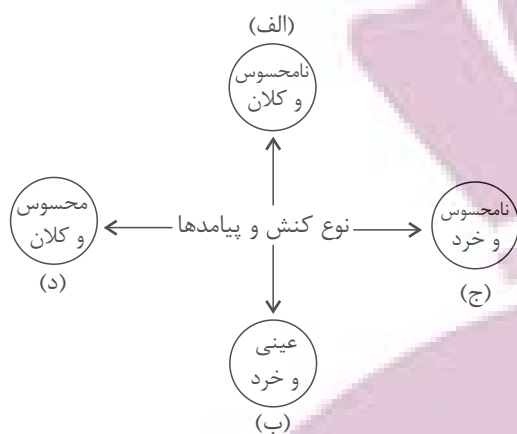 (الف)
نامحسوس
و کلان
محسوس
و کلان
(د)
نوع کنش و پیامدها
نامحسوس
و خرد
(ج)
عینی
و خرد
(ب)